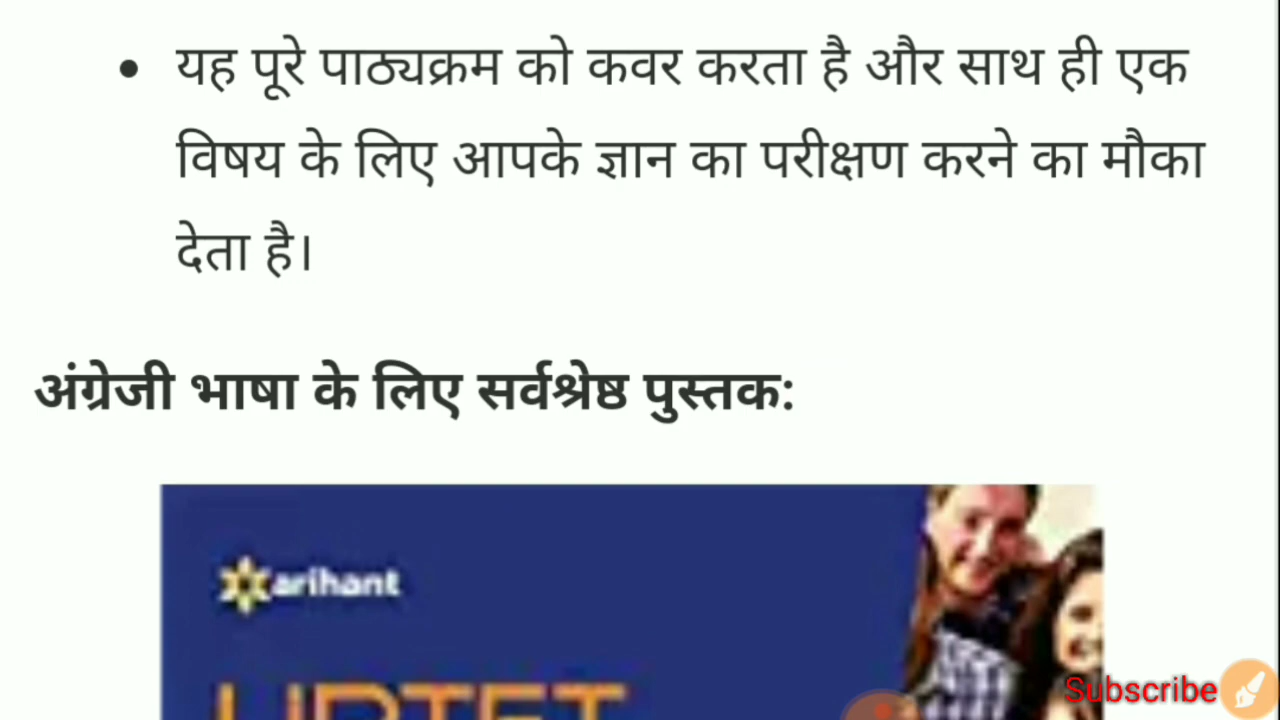 • यह पूरे पाठ्यक्रम को कवर करता है और साथ ही एक
विषय के लिए आपके ज्ञान का परीक्षण करने का मौका
देता है।
अंग्रेजी भाषा के लिए सर्वश्रेष्ठ पुस्तक:
arihant
Subscribe